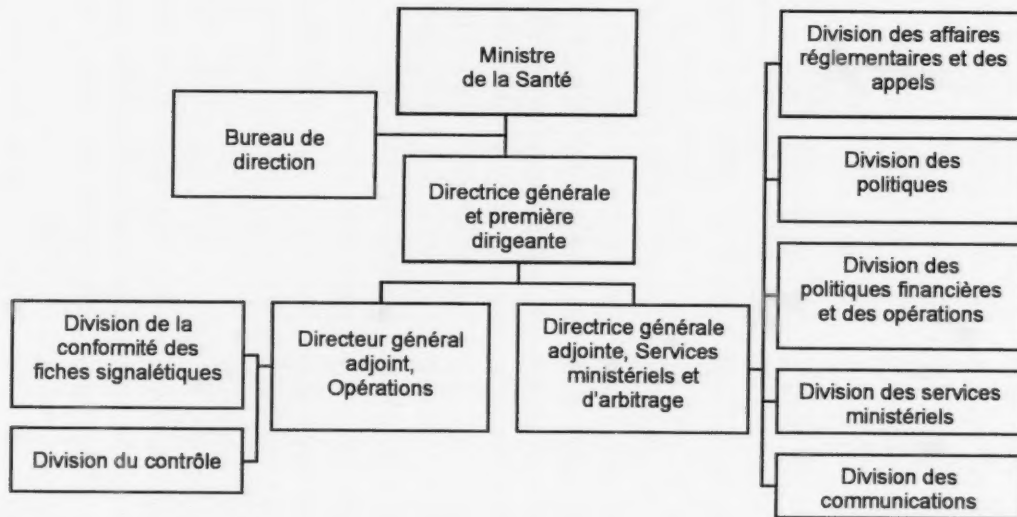 Ministre
de la Santé
Bureau de
direction
Directrice générale
et première
dirigeante
Division de la
conformité des
fiches signalétiques
Division du contrôle
Directeur général
adjoint,
Opérations
Directrice générale
adjointe, Services
ministériels et
d'arbitrage
Division des affaires
réglementaires et des
appels
Division des
politiques
Division des
politiques financières
et des opérations
Division des services
ministériels
Division des
communications